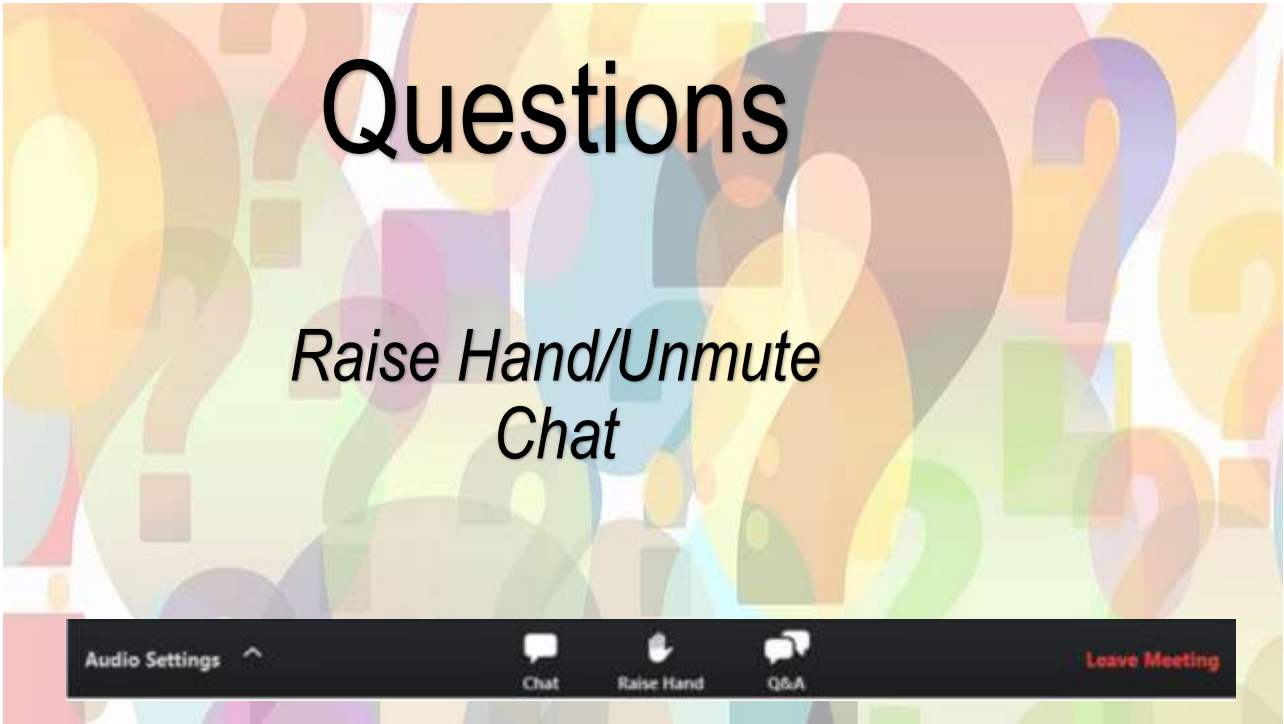 Questions
Raise Hand/Unmute
Chat
Audio Settings
Chat
Raise Hand
Q&A
Leave Meeting